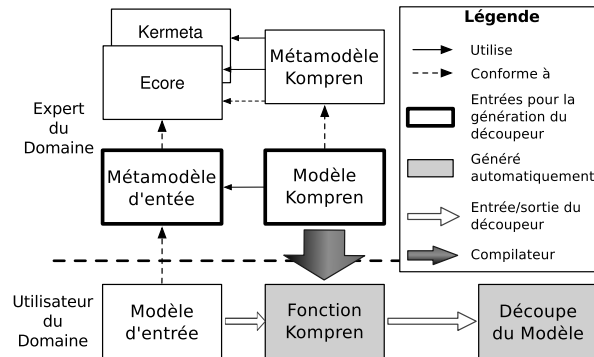 Kermeta
Ecore
Métamodèle
Kompren
Expert
du
Domaine
Métamodèle
d'entée
Modèle
Kompren
Utilisateur
du
Domaine
Modèle
d'entrée
Fonction
Kompren
Découpe
du Modèle
Légende
Utilise
Conforme à
Entrées pour la
génération du
découpeur
Généré
automatiquement
Entrée/sortie du
découpeur
Compilateur